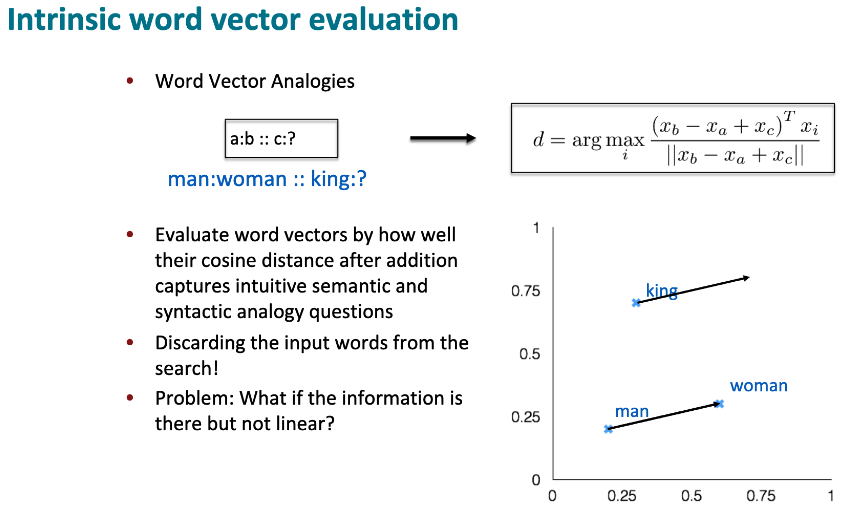 Intrinsic word vector evaluation
• Word Vector Analogies
a:b :: c:?
man:woman :: king:?
d = arg max_i (x_b − x_a + x_c)^T x_i / ||x_b − x_a + x_c||
• Evaluate word vectors by how well
their cosine distance after addition
captures intuitive semantic and
syntactic analogy questions
• Discarding the input words from the
search!
• Problem: What if the information is
there but not linear?
1
0.75
0.5
0.25
0
king
woman
man
0 0.25 0.5 0.75 1